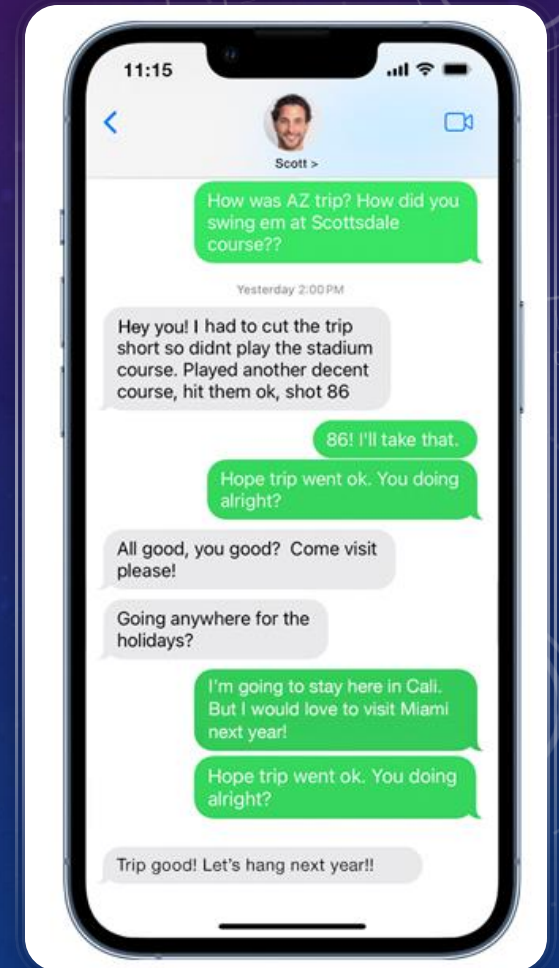 11:15
Scott >
How was AZ trip? How did you
swing em at Scottsdale
course??
Yesterday 2:00 PM
Hey you! I had to cut the trip
short so didnt play the stadium
course. Played another decent
course, hit them ok, shot 86
86! I'll take that.
Hope trip went ok. You doing
alright?
All good, you good?  Come visit
please!
Going anywhere for the
holidays?
I'm going to stay here in Cali.
But I would love to visit Miami
next year!
Hope trip went ok. You doing
alright?
Trip good! Let's hang next year!!